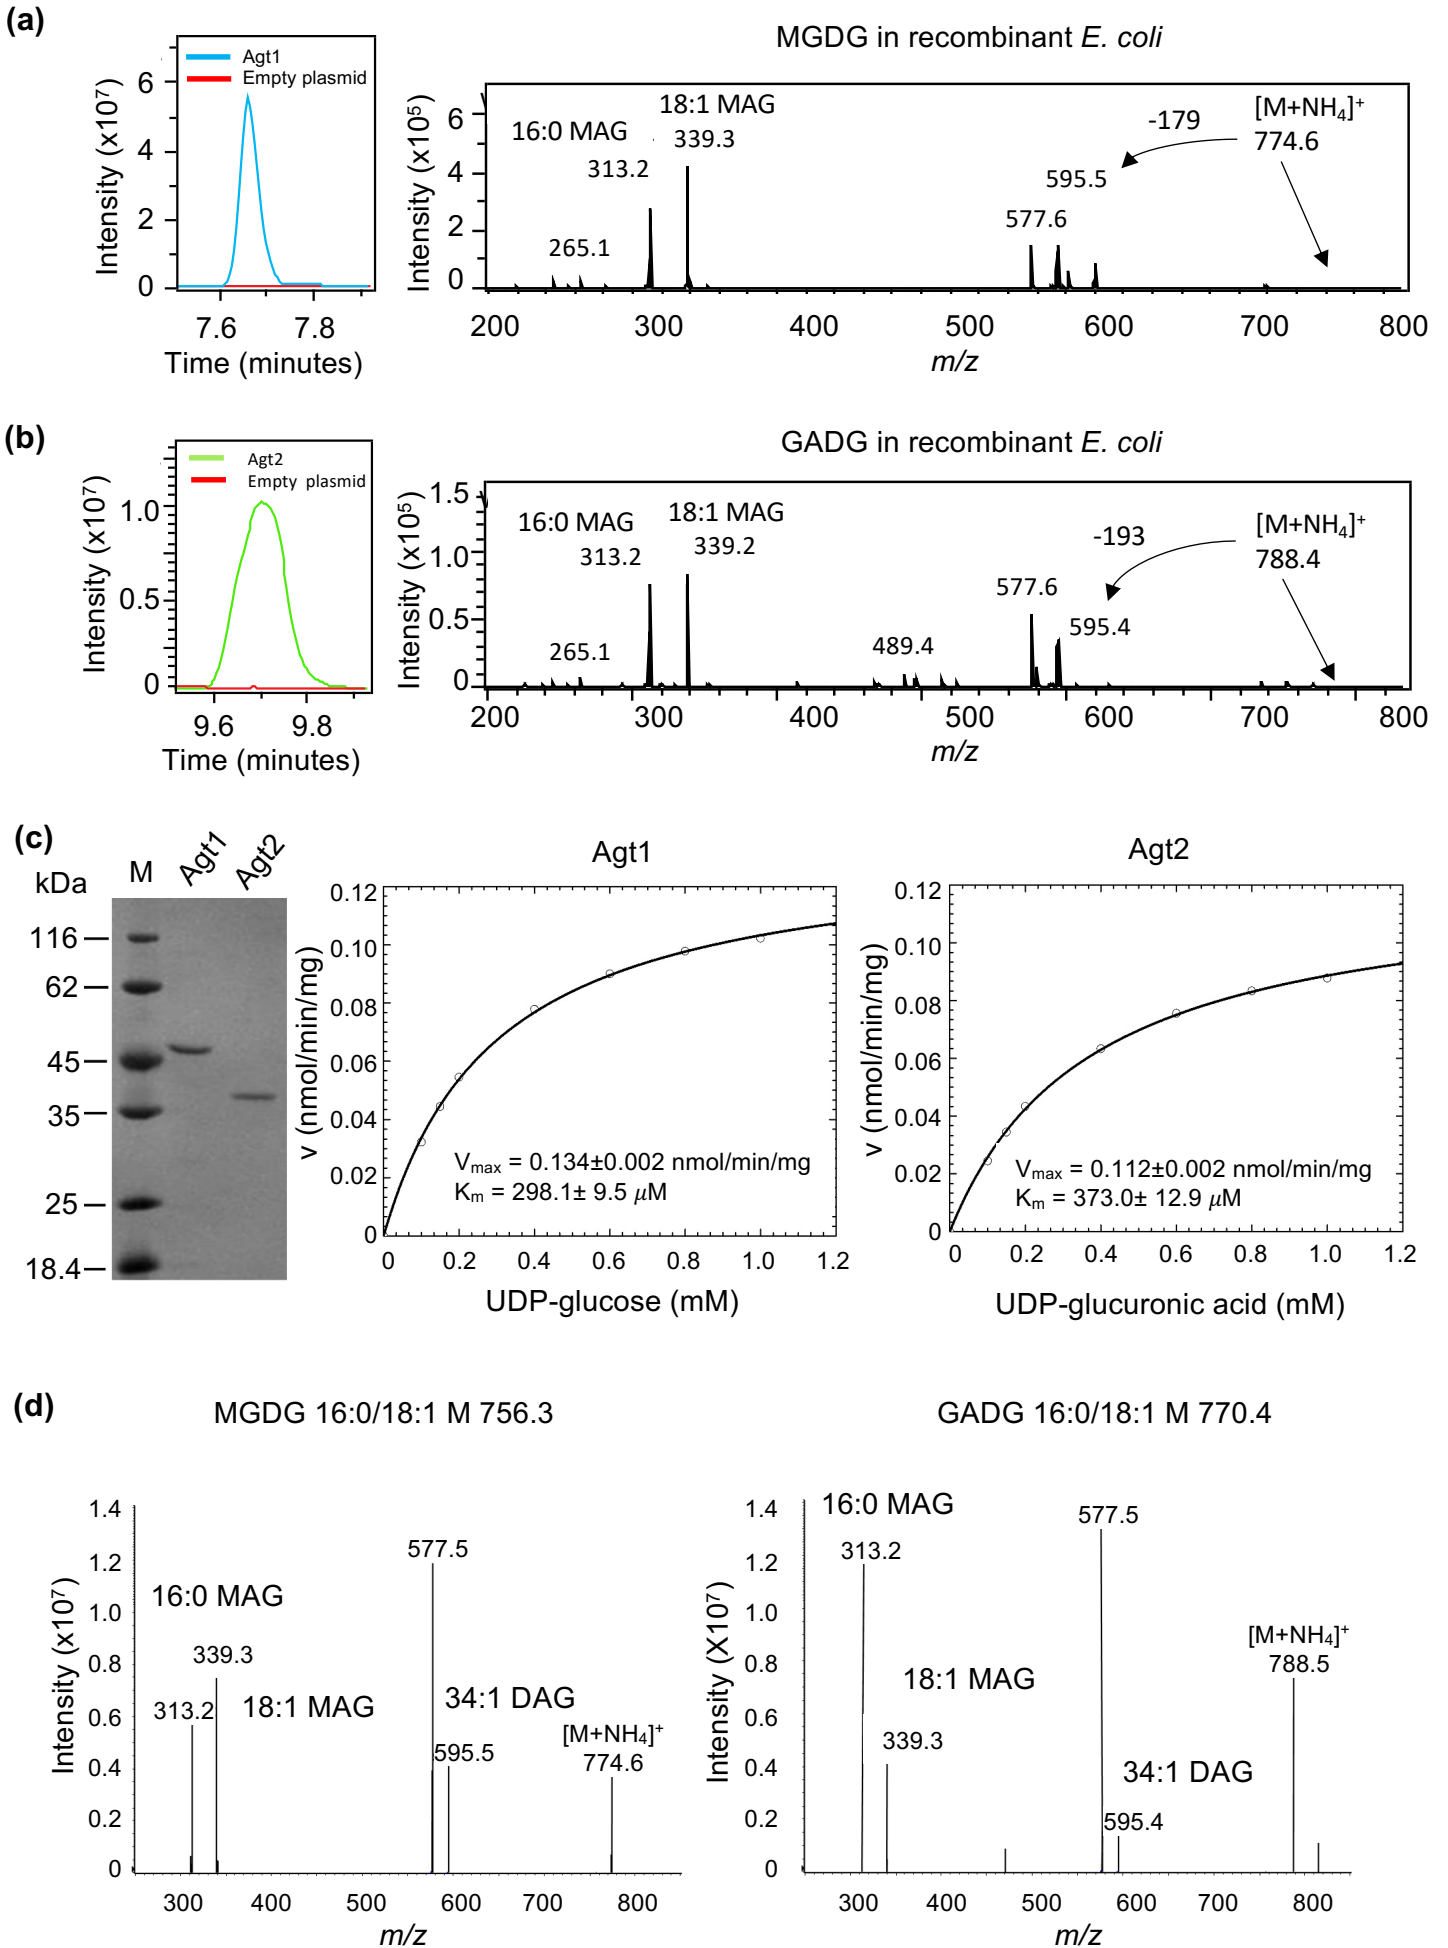 (a)
MGDG in recombinant E. coli
Agt1
Empty plasmid
Intensity (x10⁷)
6
4
2
0
7.6 7.8
Time (minutes)
Intensity (x10⁵)
6
4
2
0
16:0 MAG
313.2
18:1 MAG
339.3
265.1
577.6
595.5
-179
[M+NH₄]⁺
774.6
200 300 400 500 600 700 800
m/z
(b)
GADG in recombinant E. coli
Agt2
Empty plasmid
Intensity (x10⁷)
1.0
0.5
0
9.6 9.8
Time (minutes)
Intensity (x10⁵)
1.5
1.0
0.5
0
16:0 MAG
313.2
18:1 MAG
339.2
265.1
489.4
577.6
595.4
-193
[M+NH₄]⁺
788.4
200 300 400 500 600 700 800
m/z
(c)
kDa M Agt1 Agt2
116
62
45
35
25
18.4
Agt1
v (nmol/min/mg)
0.12
0.10
0.08
0.06
0.04
0.02
0
Vmax = 0.134±0.002 nmol/min/mg
Km = 298.1± 9.5 μM
0 0.2 0.4 0.6 0.8 1.0 1.2
UDP-glucose (mM)
Agt2
v (nmol/min/mg)
0.12
0.10
0.08
0.06
0.04
0.02
0
Vmax = 0.112±0.002 nmol/min/mg
Km = 373.0± 12.9 μM
0 0.2 0.4 0.6 0.8 1.0 1.2
UDP-glucuronic acid (mM)
(d)
MGDG 16:0/18:1 M 756.3
Intensity (x10⁷)
1.4
1.2
1.0
0.8
0.6
0.4
0.2
0
16:0 MAG
339.3
313.2
18:1 MAG
577.5
34:1 DAG
595.5
[M+NH₄]⁺
774.6
300 400 500 600 700 800
m/z
GADG 16:0/18:1 M 770.4
Intensity (X10⁷)
1.4
1.2
1.0
0.8
0.6
0.4
0.2
0
16:0 MAG
313.2
18:1 MAG
339.3
577.5
34:1 DAG
595.4
[M+NH₄]⁺
788.5
300 400 500 600 700 800
m/z